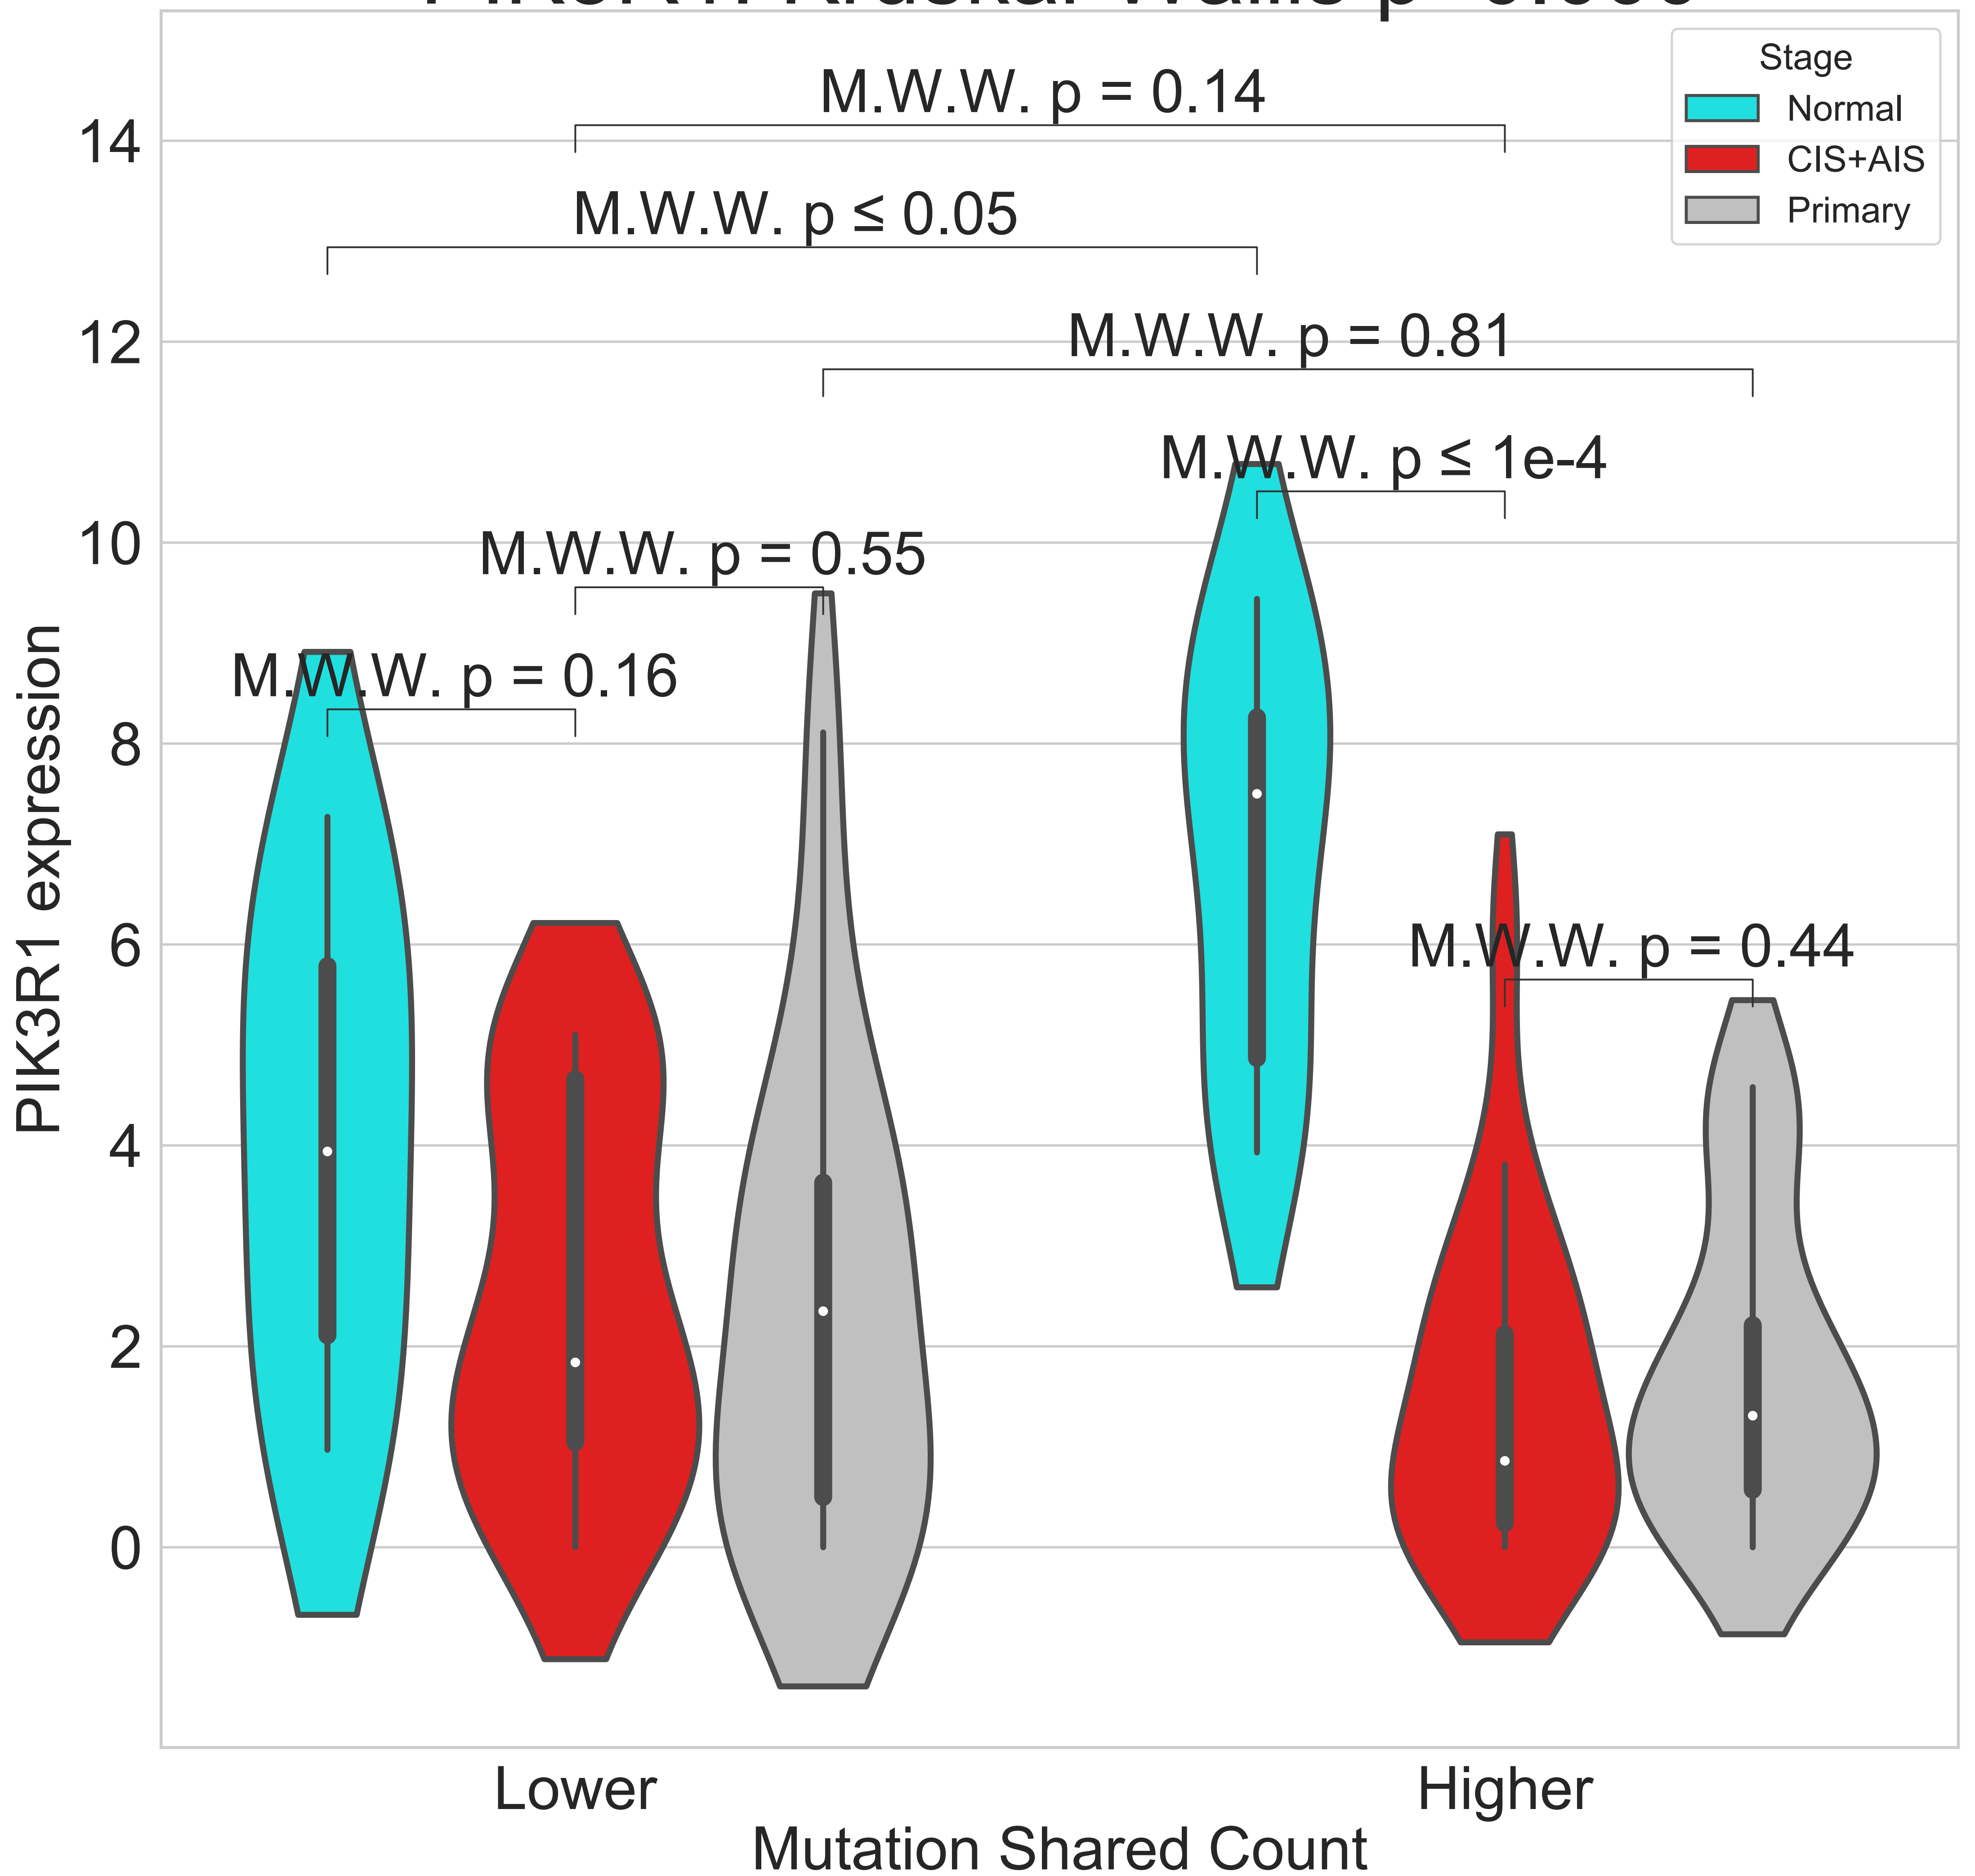 Stage
Normal
CIS+AIS
Primary
M.W.W. p = 0.14
M.W.W. p ≤ 0.05
M.W.W. p = 0.81
M.W.W. p ≤ 1e-4
M.W.W. p = 0.55
M.W.W. p = 0.16
M.W.W. p = 0.44
14
12
10
8
6
4
2
0
PIK3R1 expression
Lower
Higher
Mutation Shared Count